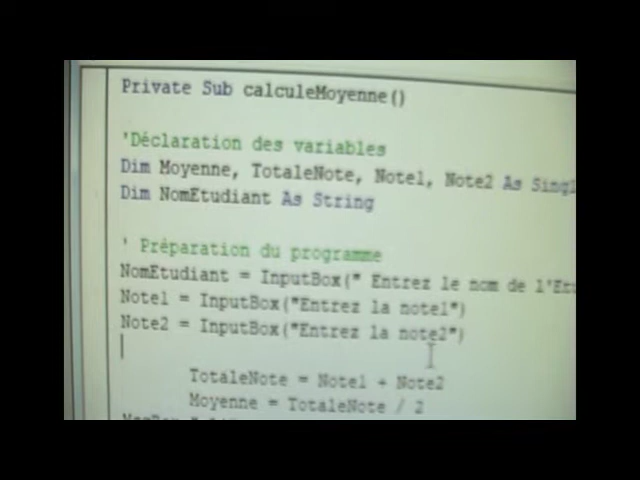 Private Sub calculeMoyenne()
'Déclaration des variables
Dim Moyenne, TotaleNote, Note1, Note2 As Singl
Dim NomEtudiant As String
' Préparation du programme
NomEtudiant = InputBox(" Entrez le nom de l'Et
Note1 = InputBox("Entrez la note1")
Note2 = InputBox("Entrez la note2")
TotaleNote = Note1 + Note2
Moyenne = TotaleNote / 2